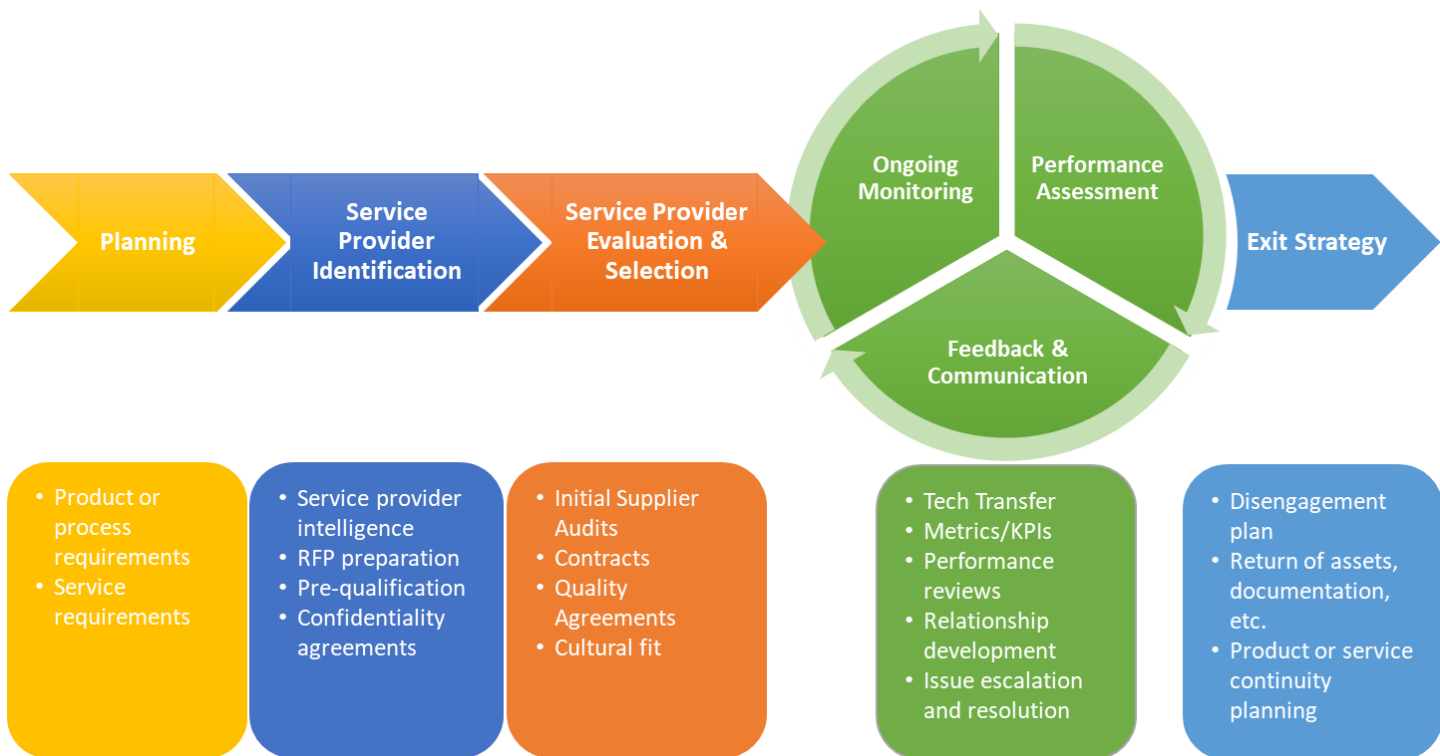 Planning
Service
Provider
Identification
Service Provider
Evaluation &
Selection
Ongoing
Monitoring
Performance
Assessment
Feedback &
Communication
Exit Strategy
• Product or
process
requirements
• Service
requirements
• Service provider
intelligence
• RFP preparation
• Pre-qualification
• Confidentiality
agreements
• Initial Supplier
Audits
• Contracts
• Quality
Agreements
• Cultural fit
• Tech Transfer
• Metrics/KPIs
• Performance
reviews
• Relationship
development
• Issue escalation
and resolution
• Disengagement
plan
• Return of assets,
documentation,
etc.
• Product or service
continuity
planning